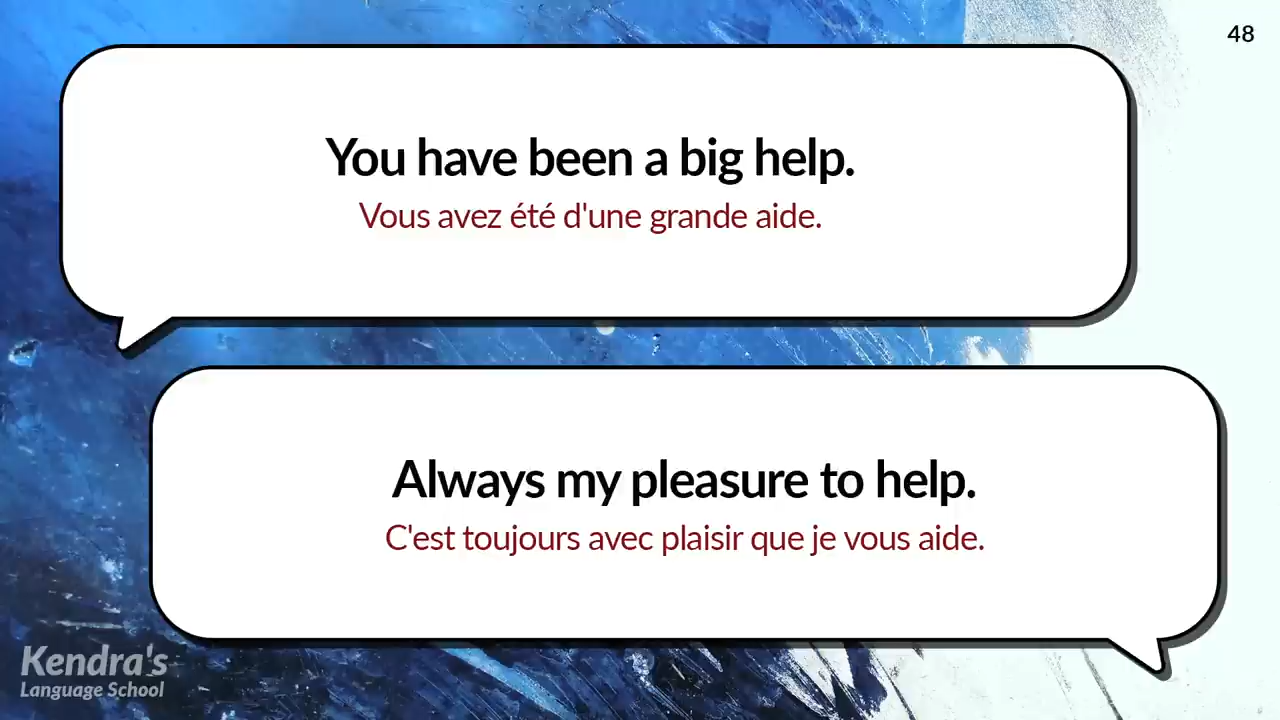 48
You have been a big help.
Vous avez été d'une grande aide.
Always my pleasure to help.
C'est toujours avec plaisir que je vous aide.
Kendra's
Language School